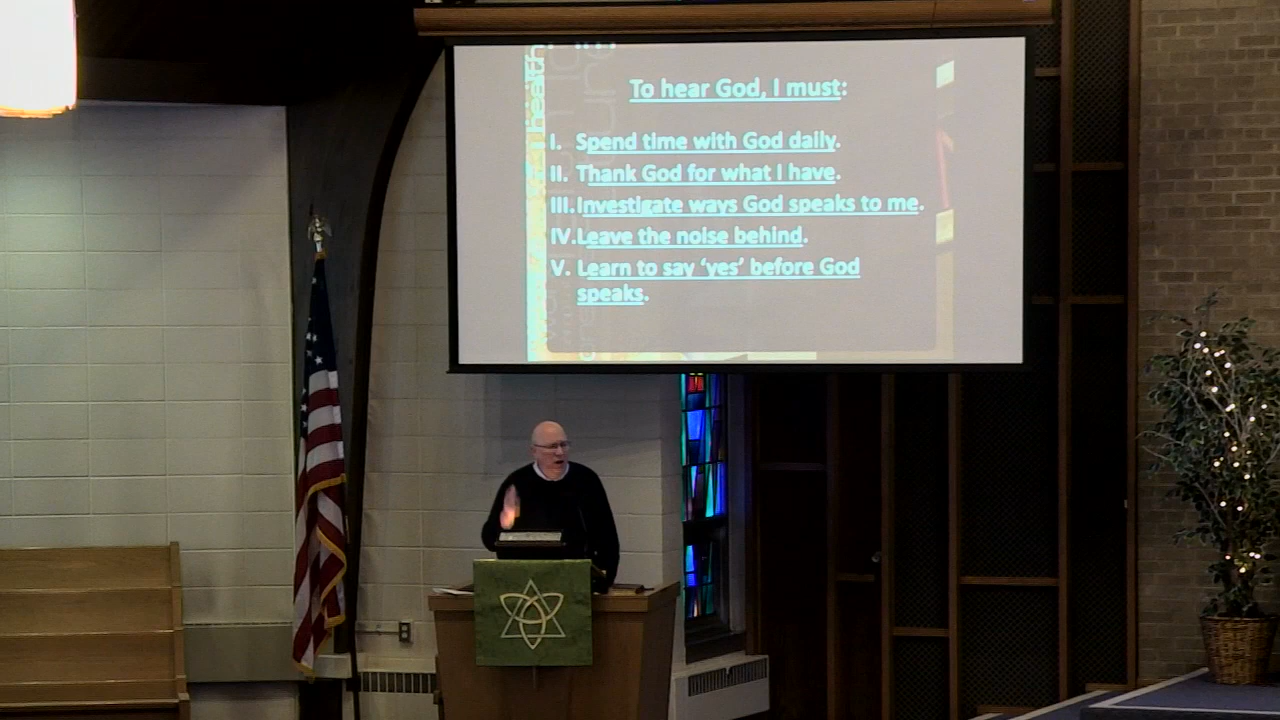 To hear God, I must:
I. Spend time with God daily.
II. Thank God for what I have.
III. Investigate ways God speaks to me.
IV. Leave the noise behind.
V. Learn to say ‘yes’ before God
speaks.